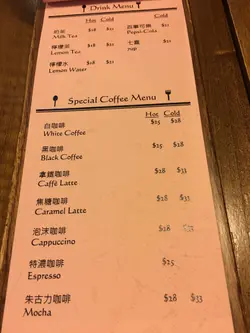 Drink Menu
Hot Cold
奶茶 $18 $21
Milk Tea
檸檬茶 $18 $21
Lemon Tea
檸檬水 $18 $21
Lemon Water
百事可樂 $21
Pepsi-Cola
七喜 $21
7up
Special Coffee Menu
Hot Cold
白咖啡 $25 $28
White Coffee
黑咖啡 $25 $28
Black Coffee
拿鐵咖啡 $28 $33
Caffè Latte
焦糖咖啡 $28 $33
Caramel Latte
泡沫咖啡 $28 $31
Cappuccino
特濃咖啡 $25
Espresso
朱古力咖啡 $28 $33
Mocha